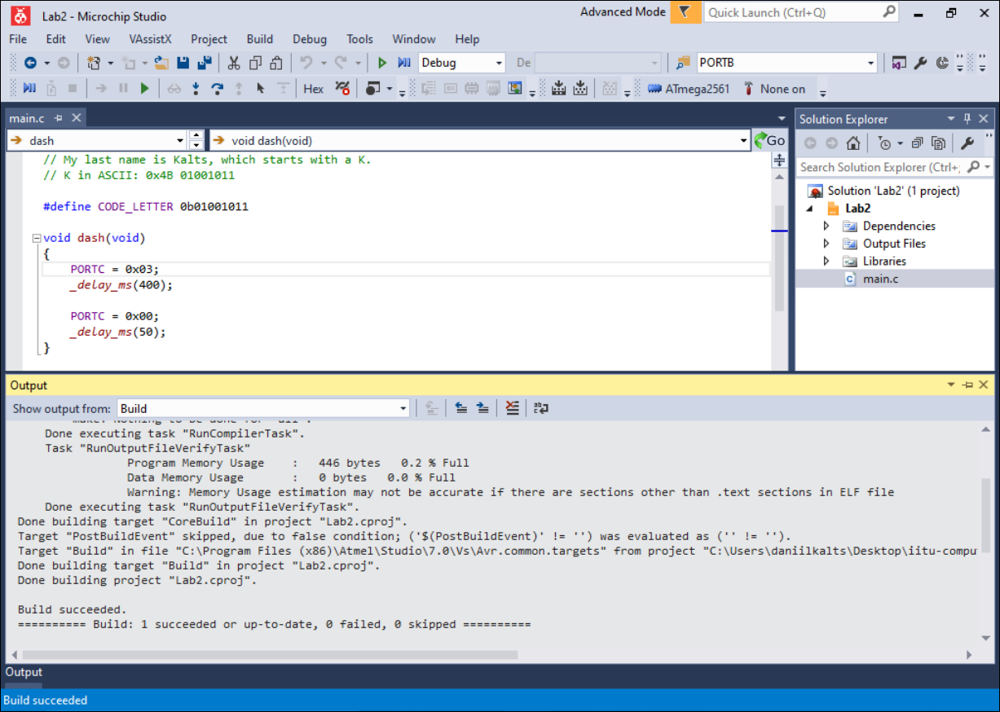 Lab2 - Microchip Studio
Advanced Mode
Quick Launch (Ctrl+Q)
File Edit View VAssistX Project Build Debug Tools Window Help
Debug De PORTB
Hex ATmega2561 None on
main.c
Solution Explorer
dash void dash(void) Go
Search Solution Explorer (Ctrl+;
// My last name is Kalts, which starts with a K.
// K in ASCII: 0x4B 01001011
#define CODE_LETTER 0b01001011
void dash(void)
{
PORTC = 0x03;
_delay_ms(400);
PORTC = 0x00;
_delay_ms(50);
}
Solution 'Lab2' (1 project)
Lab2
Dependencies
Output Files
Libraries
main.c
Output
Show output from: Build
make: Nothing to be done for 'all'.
Done executing task "RunCompilerTask".
Task "RunOutputFileVerifyTask"
Program Memory Usage : 446 bytes 0.2 % Full
Data Memory Usage : 0 bytes 0.0 % Full
Warning: Memory Usage estimation may not be accurate if there are sections other than .text sections in ELF file
Done executing task "RunOutputFileVerifyTask".
Done building target "CoreBuild" in project "Lab2.cproj".
Target "PostBuildEvent" skipped, due to false condition; ('$(PostBuildEvent)' != '') was evaluated as ('' != '').
Target "Build" in file "C:\Program Files (x86)\Atmel\Studio\7.0\Vs\Avr.common.targets" from project "C:\Users\daniilkalts\Desktop\iitu-compu
Done building target "Build" in project "Lab2.cproj".
Done building project "Lab2.cproj".
Build succeeded.
========== Build: 1 succeeded or up-to-date, 0 failed, 0 skipped ==========
Output
Build succeeded